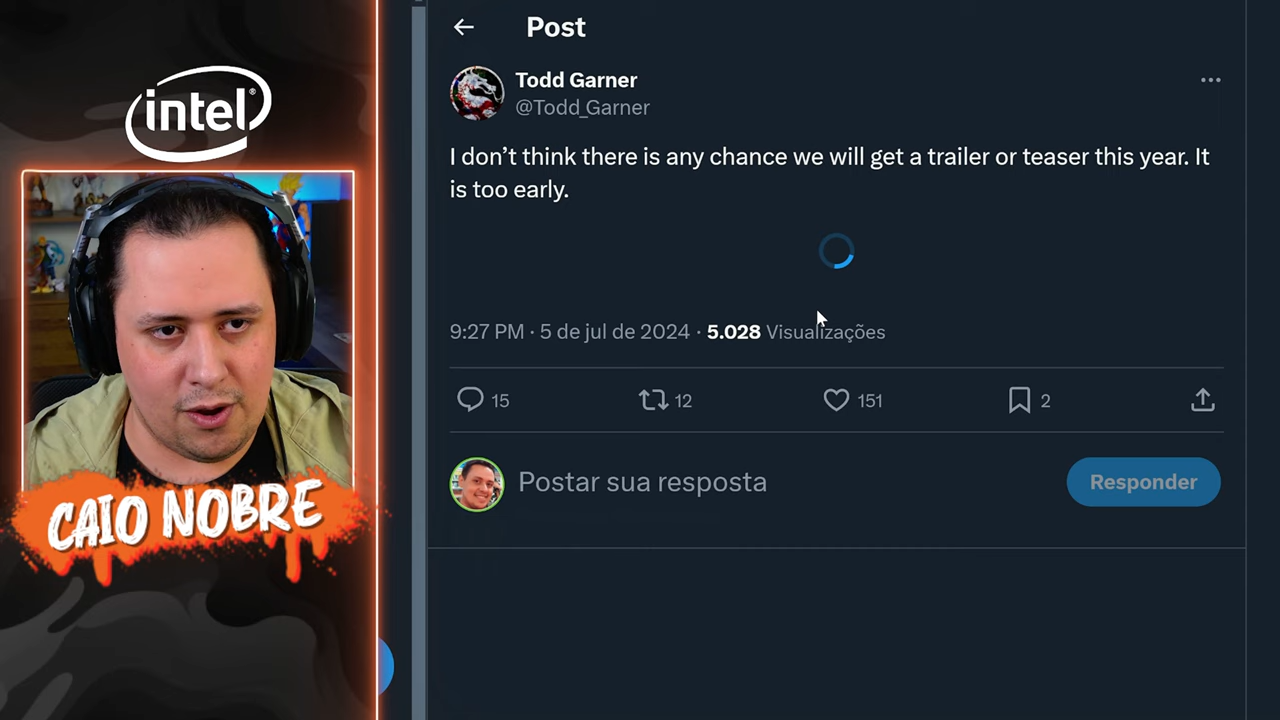 intel®
CAIO NOBRE
Post
Todd Garner
@Todd_Garner
I don’t think there is any chance we will get a trailer or teaser this year. It
is too early.
9:27 PM · 5 de jul de 2024 · 5.028 Visualizações
15 12 151 2
Postar sua resposta
Responder